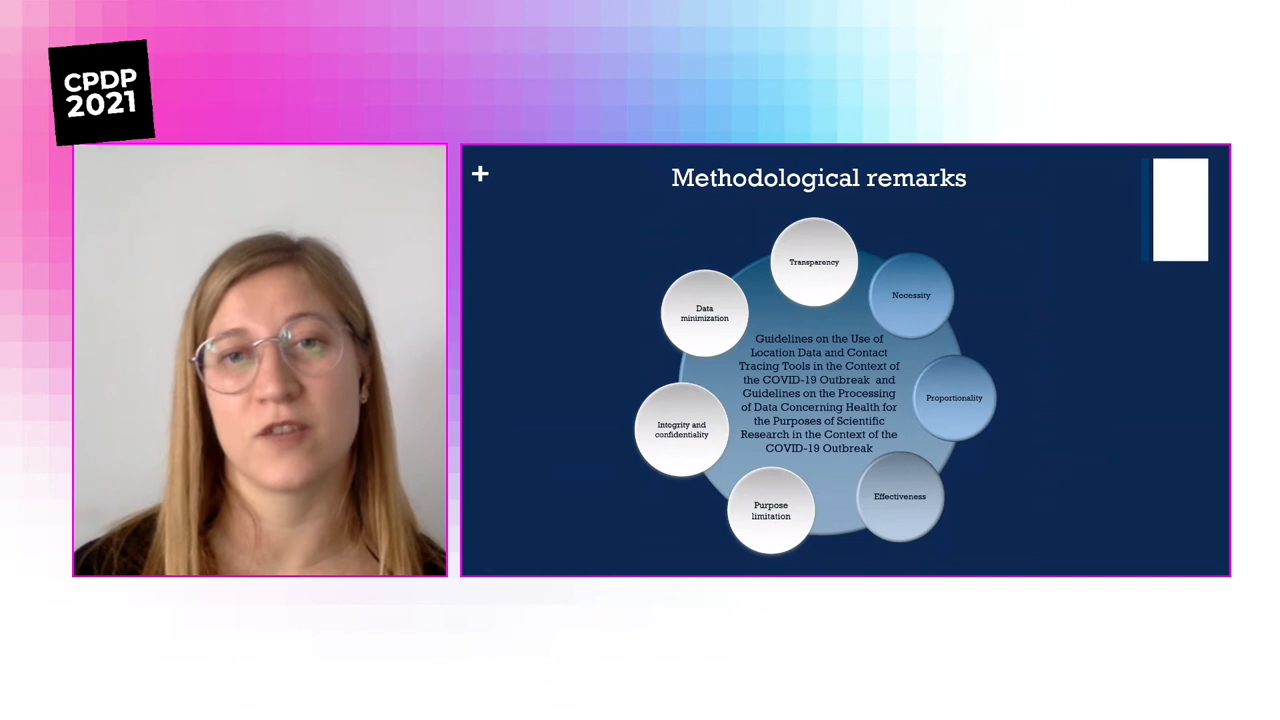 CPDP
2021
+
Methodological remarks
Transparency
Necessity
Data
minimization
Guidelines on the Use of
Location Data and Contact
Tracing Tools in the Context of
the COVID-19 Outbreak and
Guidelines on the Processing
of Data Concerning Health for
the Purposes of Scientific
Research in the Context of the
COVID-19 Outbreak
Proportionality
Integrity and
confidentiality
Effectiveness
Purpose
limitation